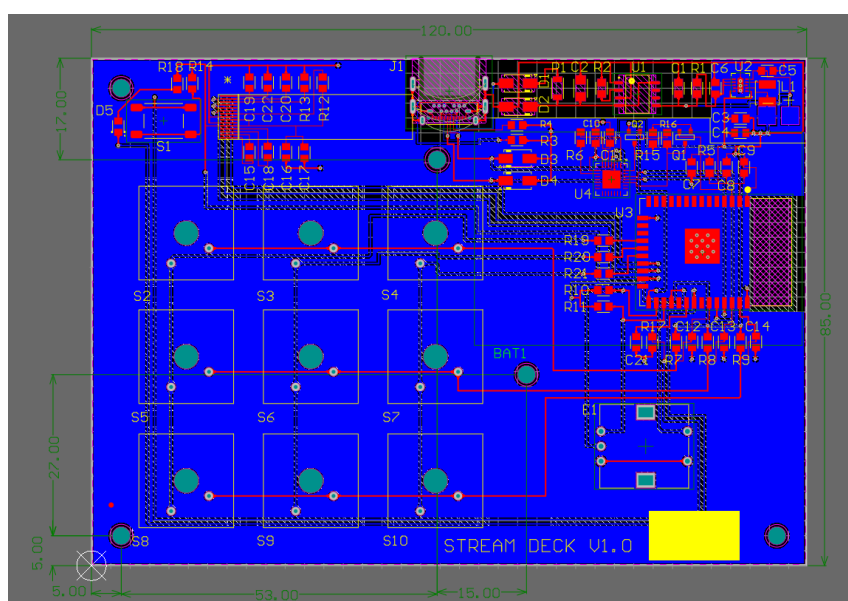 120.00
R18 R14
J1
D1
R1 C2 R2
U1
D1 R1 C6
U2
C5
L1
17.00
D5
S1
C19
C22
C20
R13
R12
D2
C3
C4
R4
R3
C10
Q2
R16
C15
C18
C16
C17
D3
D4
R6
C11
R15
Q1
R5
C9
U4
C7
C8
U3
R19
R20
R21
R10
R11
S2
S3
S4
85.00
R17
C12
C13
C14
BAT1
C21
R7
R8
R9
S5
S6
S7
E1
27.00
S8
S9
S10
STREAM DECK V1.0
5.00
5.00
53.00
15.00